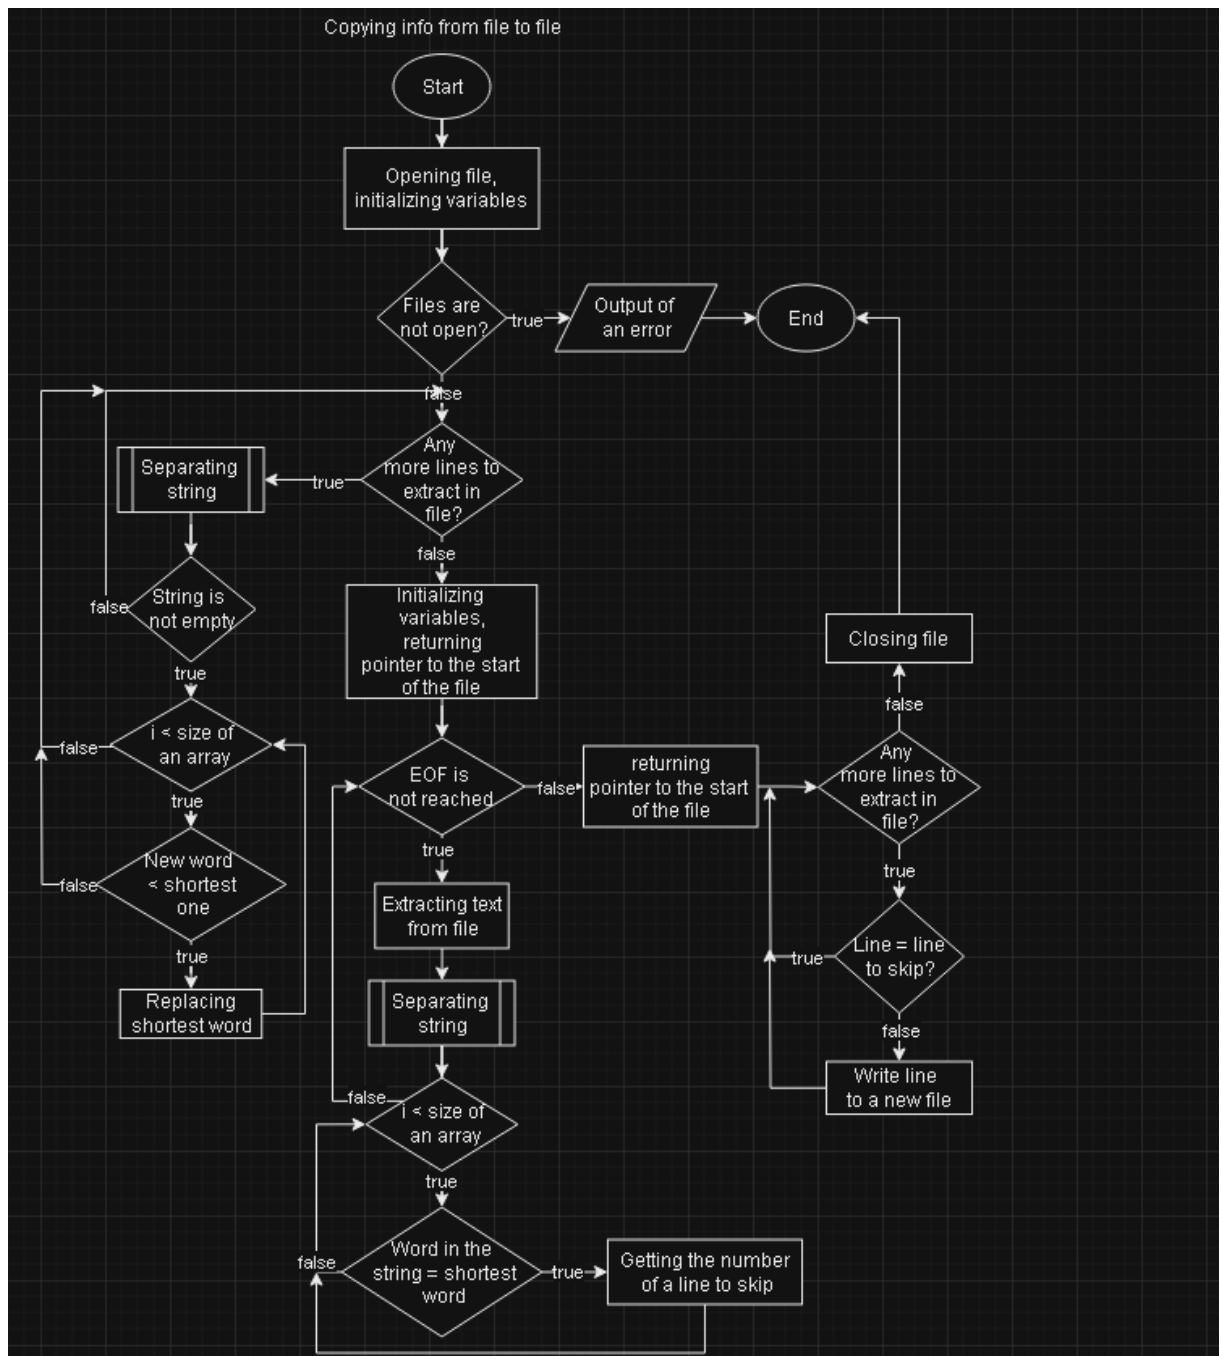 Copying info from file to file
Start
Opening file,
initializing variables
Files are
not open?
true
Output of
an error
End
false
Any
more lines to
extract in
file?
true
Separating
string
false
String is
not empty
false
true
i < size of
an array
false
true
New word
< shortest
one
false
true
Replacing
shortest word
Initializing
variables,
returning
pointer to the start
of the file
EOF is
not reached
false
returning
pointer to the start
of the file
true
Extracting text
from file
Separating
string
i < size of
an array
false
true
Word in the
string = shortest
word
false
true
Getting the number
of a line to skip
Any
more lines to
extract in
file?
false
Closing file
true
Line = line
to skip?
true
false
Write line
to a new file